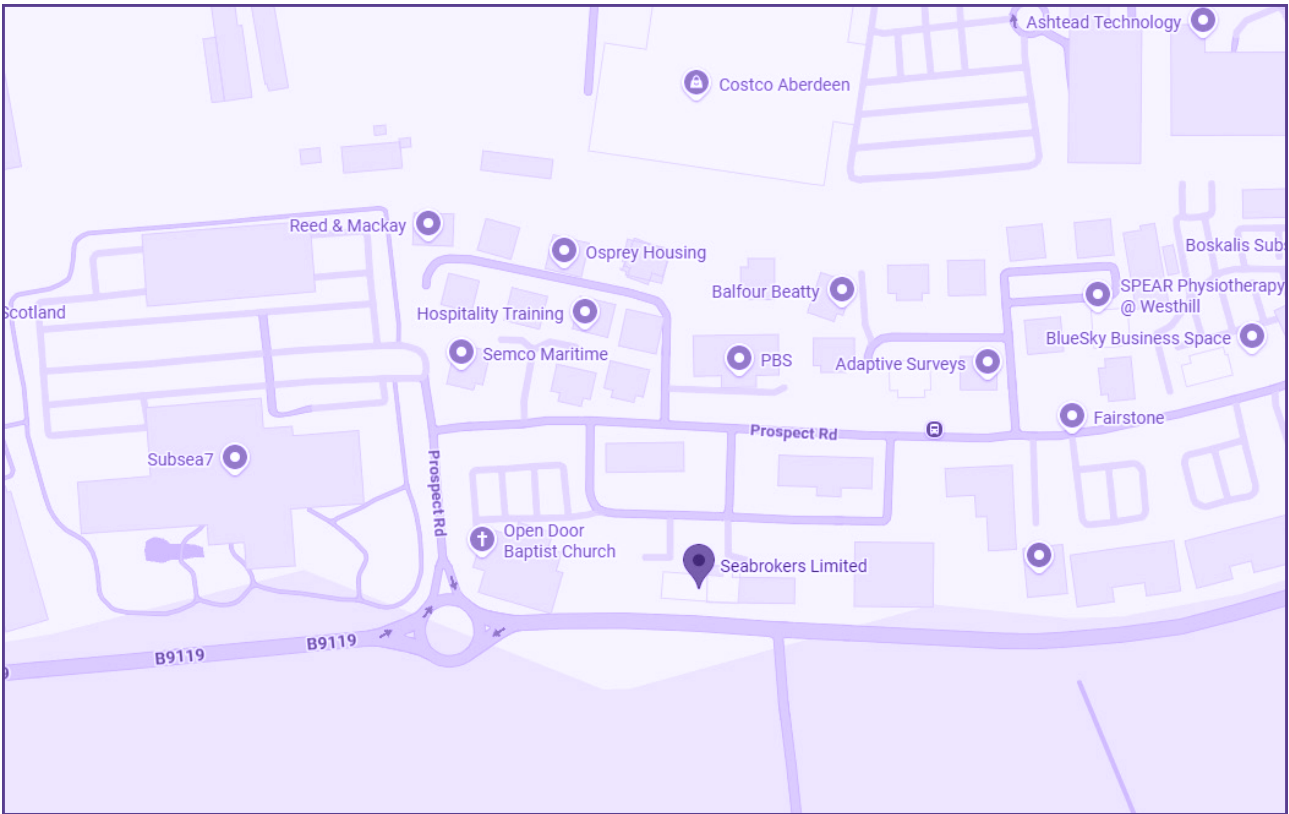 Ashtead Technology
Costco Aberdeen
Reed & Mackay
Osprey Housing
Boskalis Sub
Balfour Beatty
SPEAR Physiotherapy
@ Westhill
Scotland
Hospitality Training
BlueSky Business Space
Semco Maritime
PBS
Adaptive Surveys
Fairstone
Prospect Rd
Subsea7
Prospect Rd
Open Door
Baptist Church
Seabrokers Limited
B9119
B9119